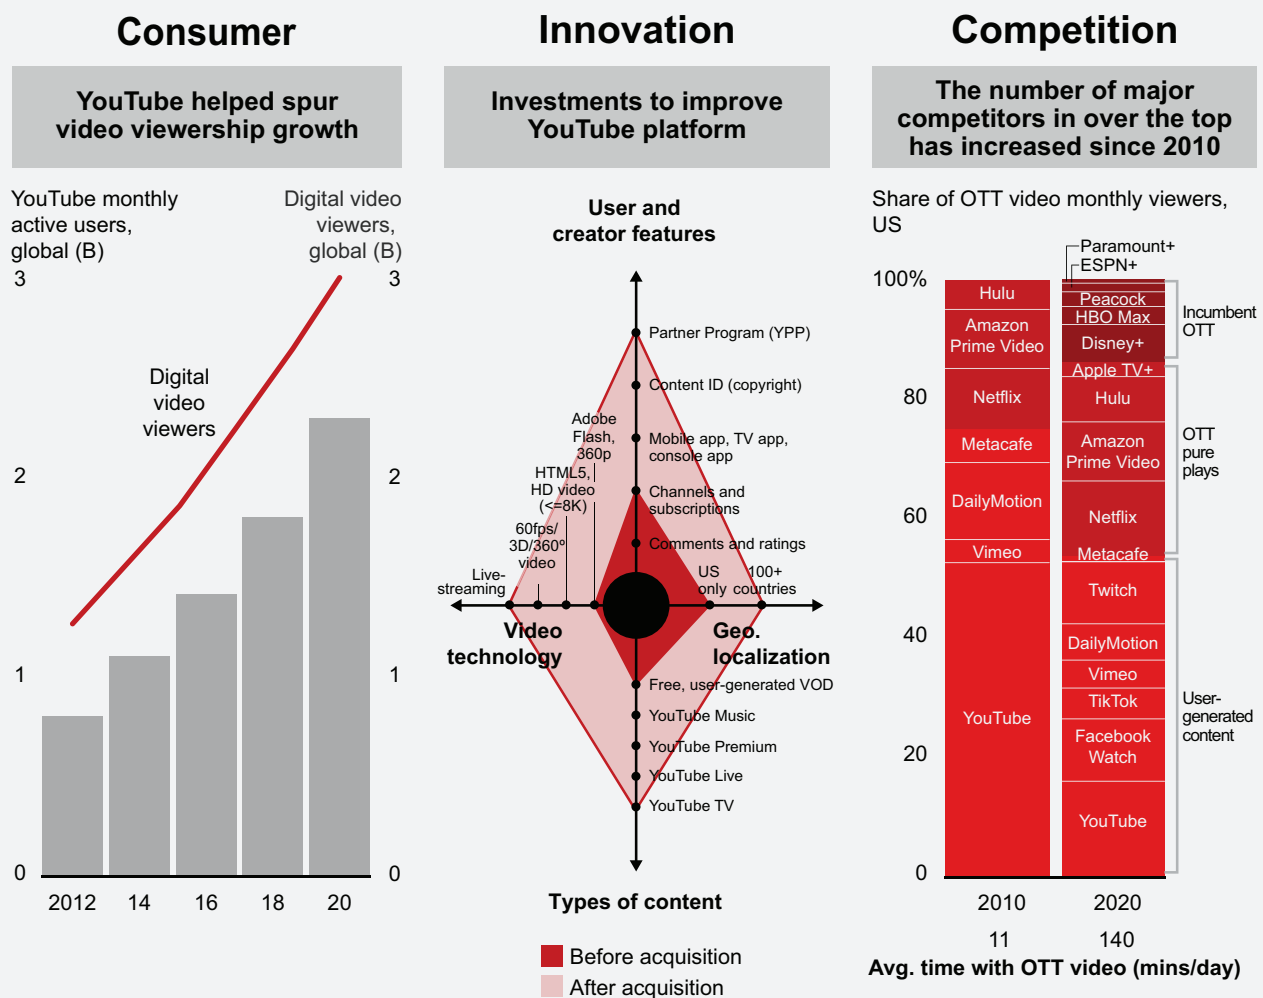 Consumer
YouTube helped spur
video viewership growth
YouTube monthly
active users,
global (B)
Digital video
viewers,
global (B)
3
3
2
2
1
1
0
0
Digital
video
viewers
2012
14
16
18
20
Innovation
Investments to improve
YouTube platform
User and
creator features
Partner Program (YPP)
Content ID (copyright)
Mobile app, TV app,
console app
Channels and
subscriptions
Comments and ratings
Adobe
Flash,
360p
HTML5,
HD video
(<=8K)
60fps/
3D/360º
video
Live-
streaming
US
only
100+
countries
Video
technology
Geo.
localization
Free, user-generated VOD
YouTube Music
YouTube Premium
YouTube Live
YouTube TV
Types of content
Before acquisition
After acquisition
Competition
The number of major
competitors in over the top
has increased since 2010
Share of OTT video monthly viewers,
US
100%
80
60
40
20
0
Hulu
Amazon
Prime Video
Netflix
Metacafe
DailyMotion
Vimeo
YouTube
Paramount+
ESPN+
Peacock
HBO Max
Disney+
Apple TV+
Hulu
Amazon
Prime Video
Netflix
Metacafe
Twitch
DailyMotion
Vimeo
TikTok
Facebook
Watch
YouTube
Incumbent
OTT
OTT
pure
plays
User-
generated
content
2010
2020
11
140
Avg. time with OTT video (mins/day)